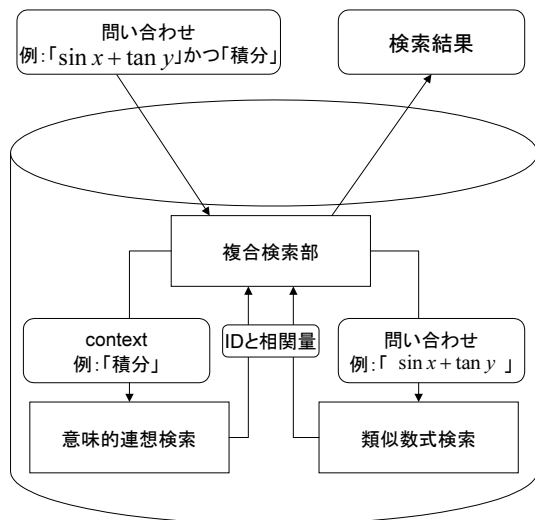 問い合わせ
例:「sin x + tan y」かつ「積分」
検索結果
複合検索部
context
例:「積分」
IDと相関量
問い合わせ
例:「 sin x + tan y 」
意味的連想検索
類似数式検索